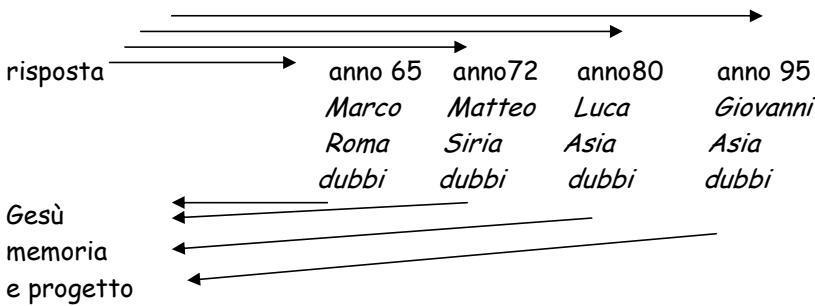 risposta anno 65 anno72 anno80 anno 95
Marco Matteo Luca Giovanni
Roma Siria Asia Asia
dubbi dubbi dubbi dubbi
Gesù
memoria
e progetto